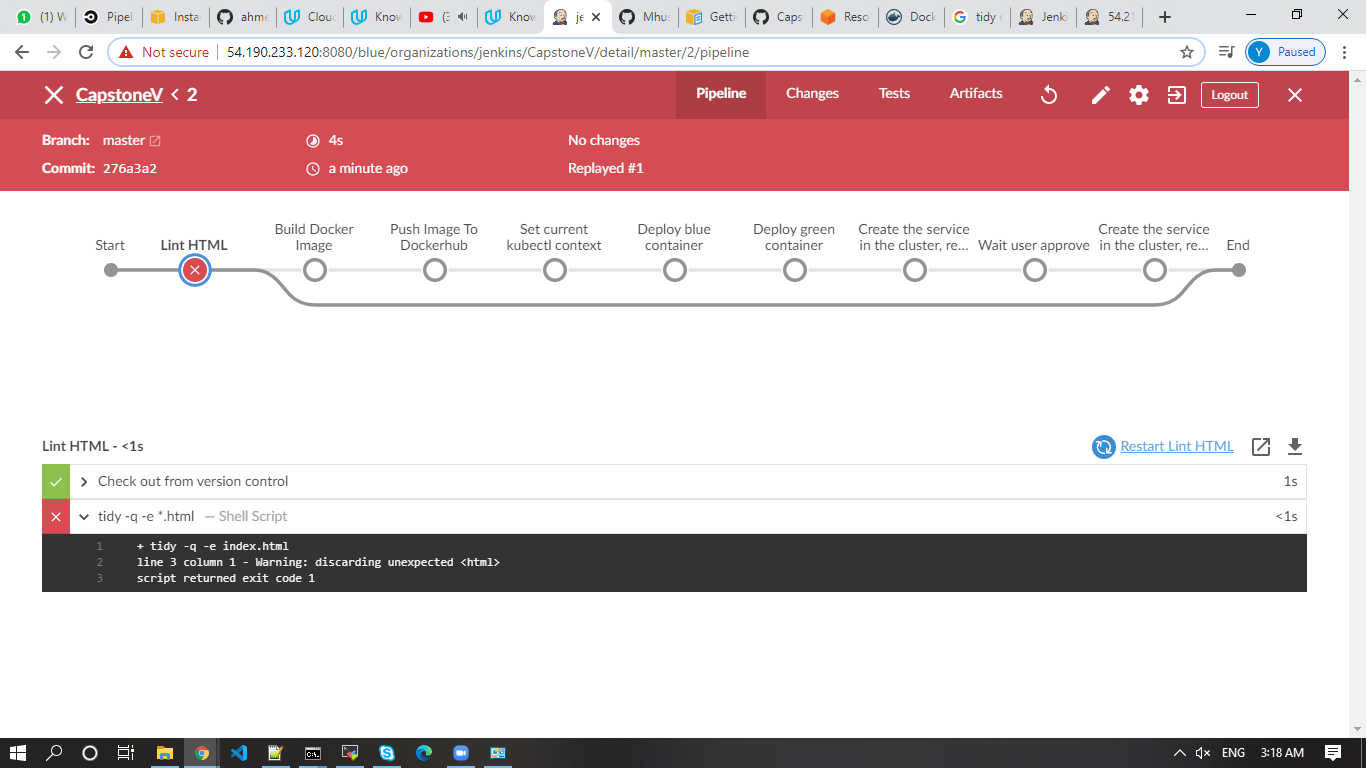 (1) W
Pipel
Insta
ahme
Clou
Know
(3
Know
je
Mhus
Getti
Caps
Reso
Dock
tidy r
Jenki
54.21
Not secure
54.190.233.120:8080/blue/organizations/jenkins/CapstoneV/detail/master/2/pipeline
Y Paused
CapstoneV < 2
Pipeline Changes Tests Artifacts Logout
Branch: master 4s No changes
Commit: 276a3a2 a minute ago Replayed #1
Start
Lint HTML
Build Docker
Image
Push Image To
Dockerhub
Set current
kubectl context
Deploy blue
container
Deploy green
container
Create the service
in the cluster, re...
Wait user approve
Create the service
in the cluster, re...
End
Lint HTML - <1s Restart Lint HTML
Check out from version control 1s
tidy -q -e *.html — Shell Script <1s
1 + tidy -q -e index.html
2 line 3 column 1 - Warning: discarding unexpected <html>
3 script returned exit code 1
ENG 3:18 AM